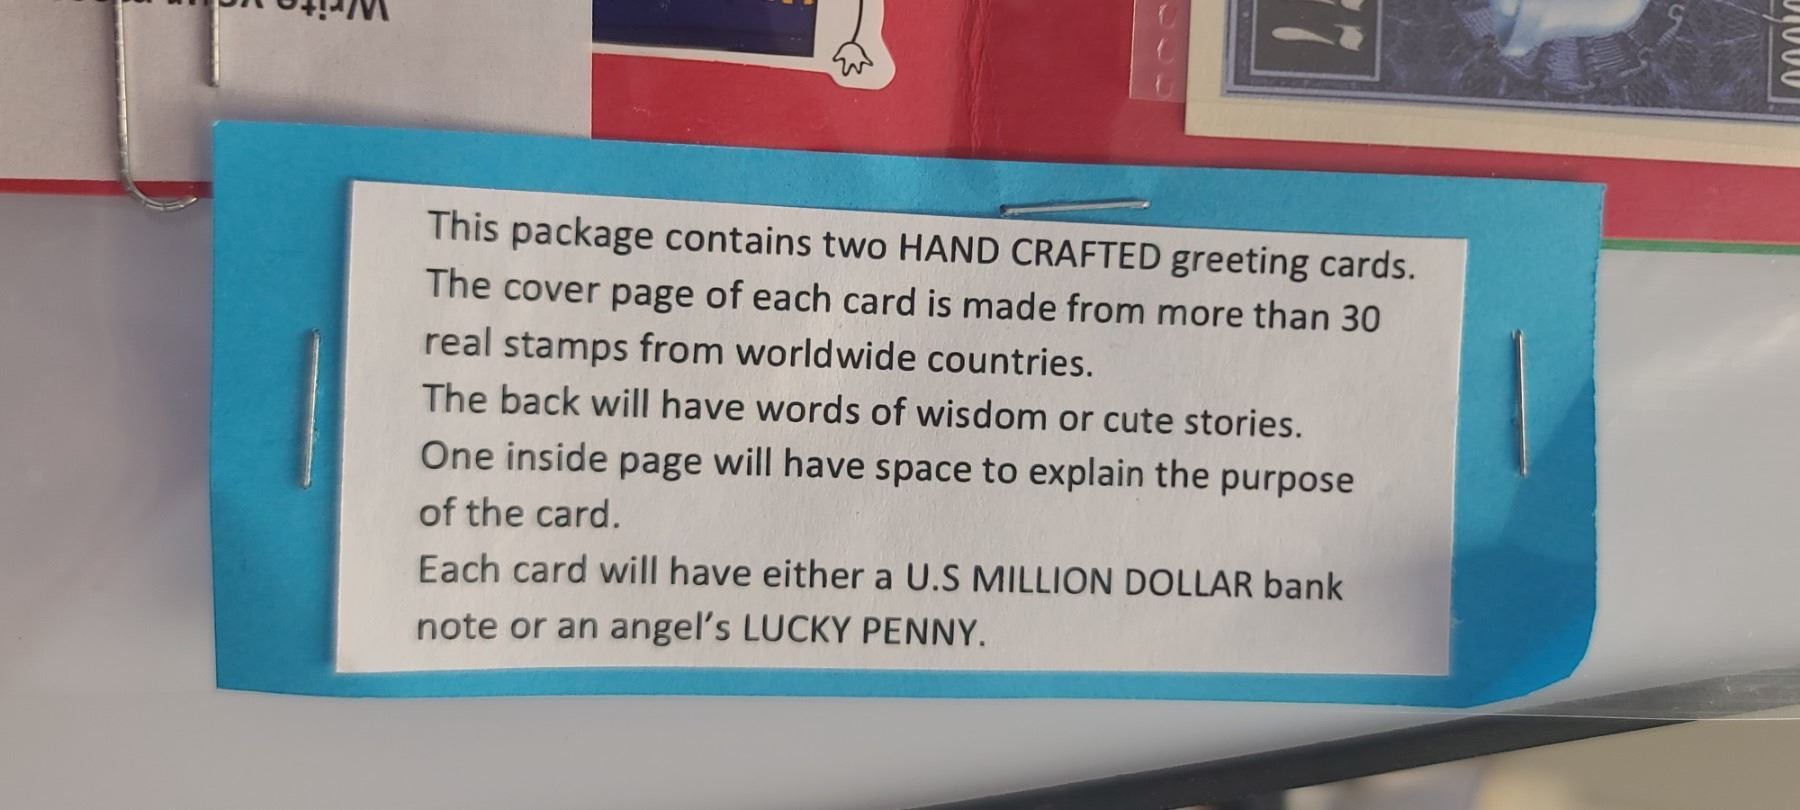 Write
This package contains two HAND CRAFTED greeting cards.
The cover page of each card is made from more than 30
real stamps from worldwide countries.
The back will have words of wisdom or cute stories.
One inside page will have space to explain the purpose
of the card.
Each card will have either a U.S MILLION DOLLAR bank
note or an angel's LUCKY PENNY.